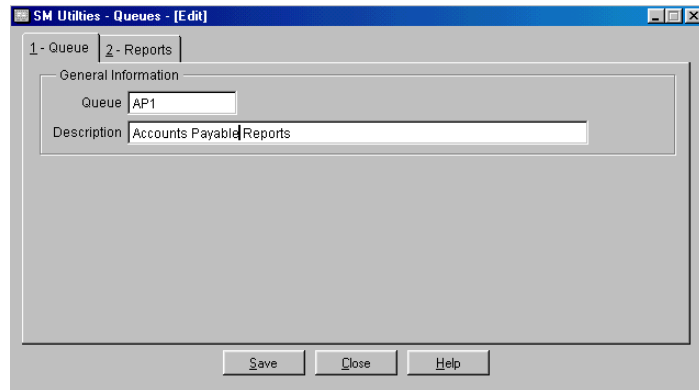 SM Utilties - Queues - [Edit]
1 - Queue 2 - Reports
General Information
Queue AP1
Description Accounts Payable Reports
Save Close Help